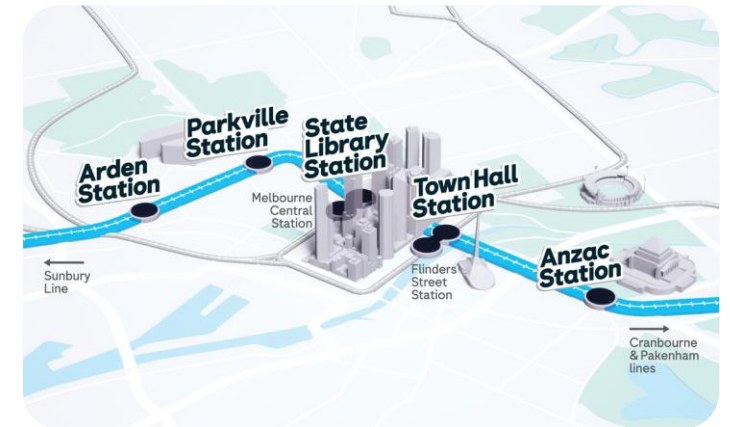 Parkville
Station
State
Library
Station
Arden
Station
Melbourne
Central
Station
Town Hall
Station
Sunbury
Line
Flinders
Street
Station
Anzac
Station
Cranbourne
& Pakenham
lines